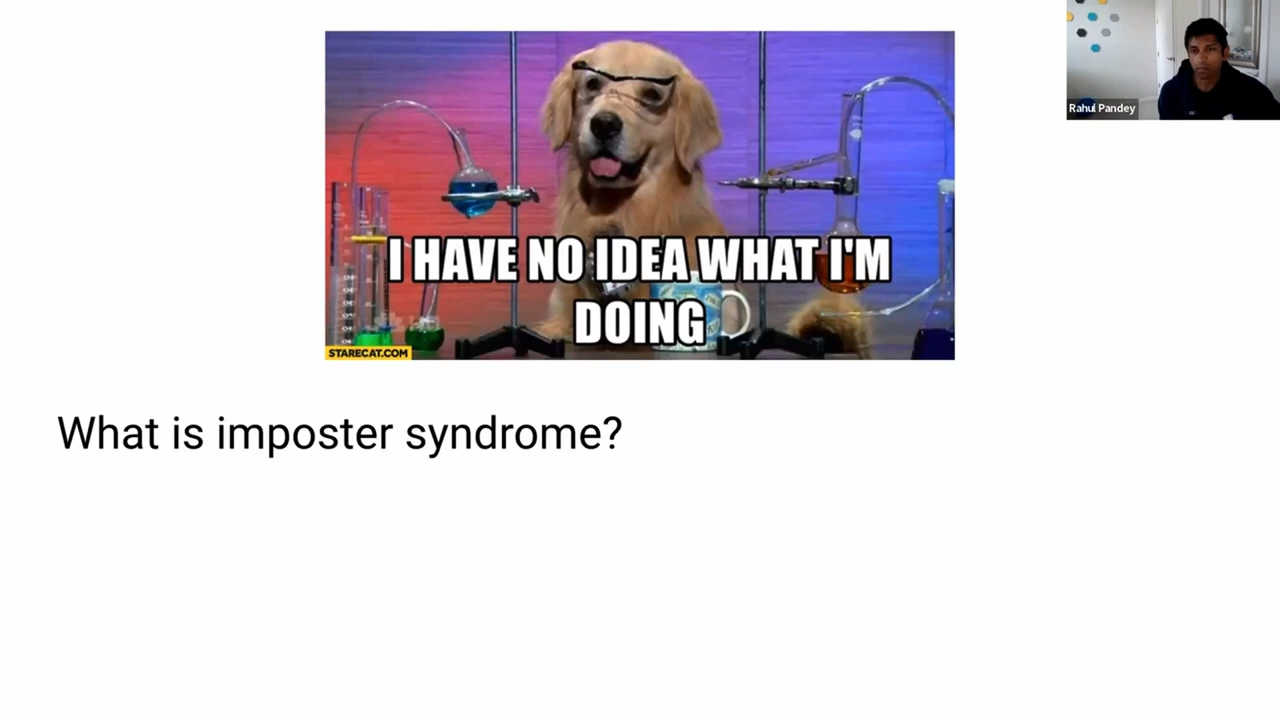 Rahul Pandey
I HAVE NO IDEA WHAT I'M
DOING
STARECAT.COM
What is imposter syndrome?